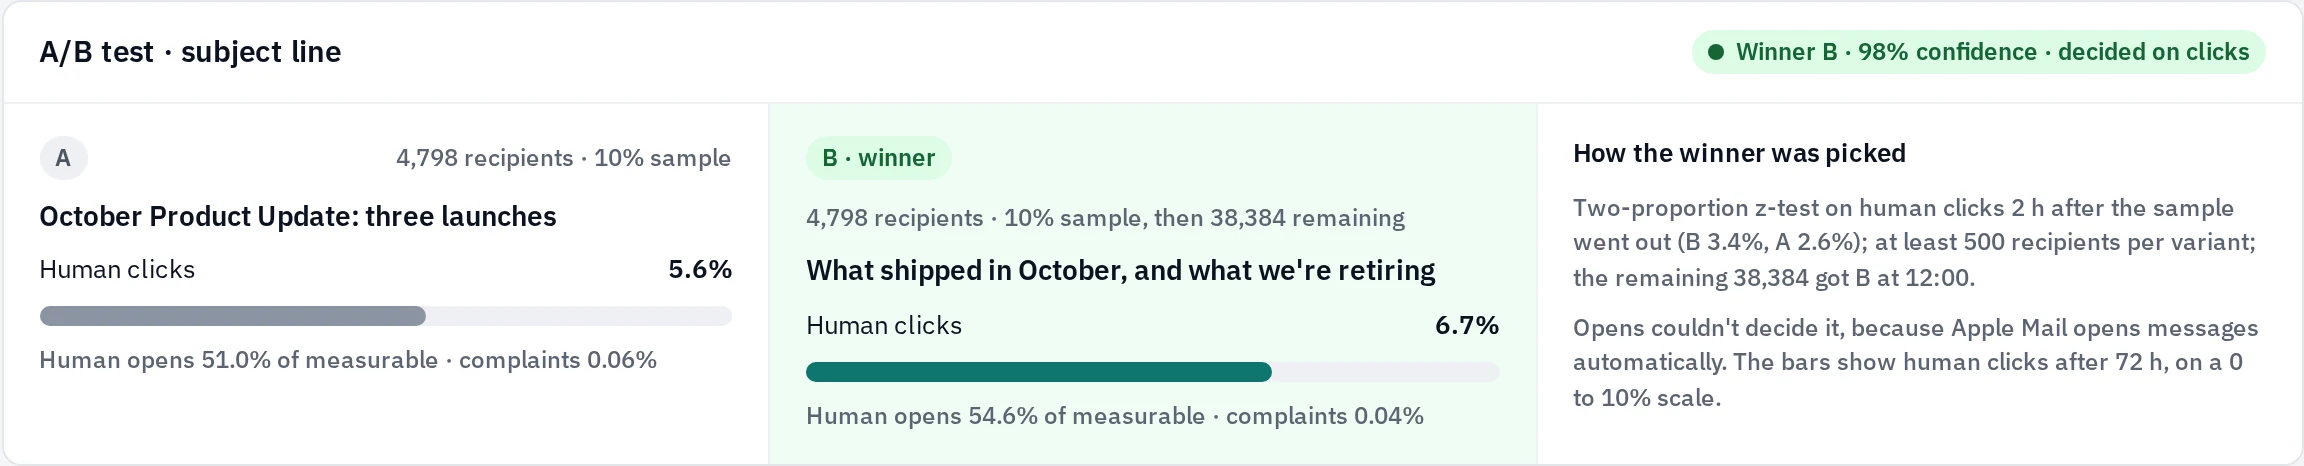 A/B test · subject line
Winner B · 98% confidence · decided on clicks
A
4,798 recipients · 10% sample
October Product Update: three launches
Human clicks
5.6%
Human opens 51.0% of measurable · complaints 0.06%
B · winner
4,798 recipients · 10% sample, then 38,384 remaining
What shipped in October, and what we're retiring
Human clicks
6.7%
Human opens 54.6% of measurable · complaints 0.04%
How the winner was picked
Two-proportion z-test on human clicks 2 h after the sample
went out (B 3.4%, A 2.6%); at least 500 recipients per variant;
the remaining 38,384 got B at 12:00.
Opens couldn't decide it, because Apple Mail opens messages
automatically. The bars show human clicks after 72 h, on a 0
to 10% scale.